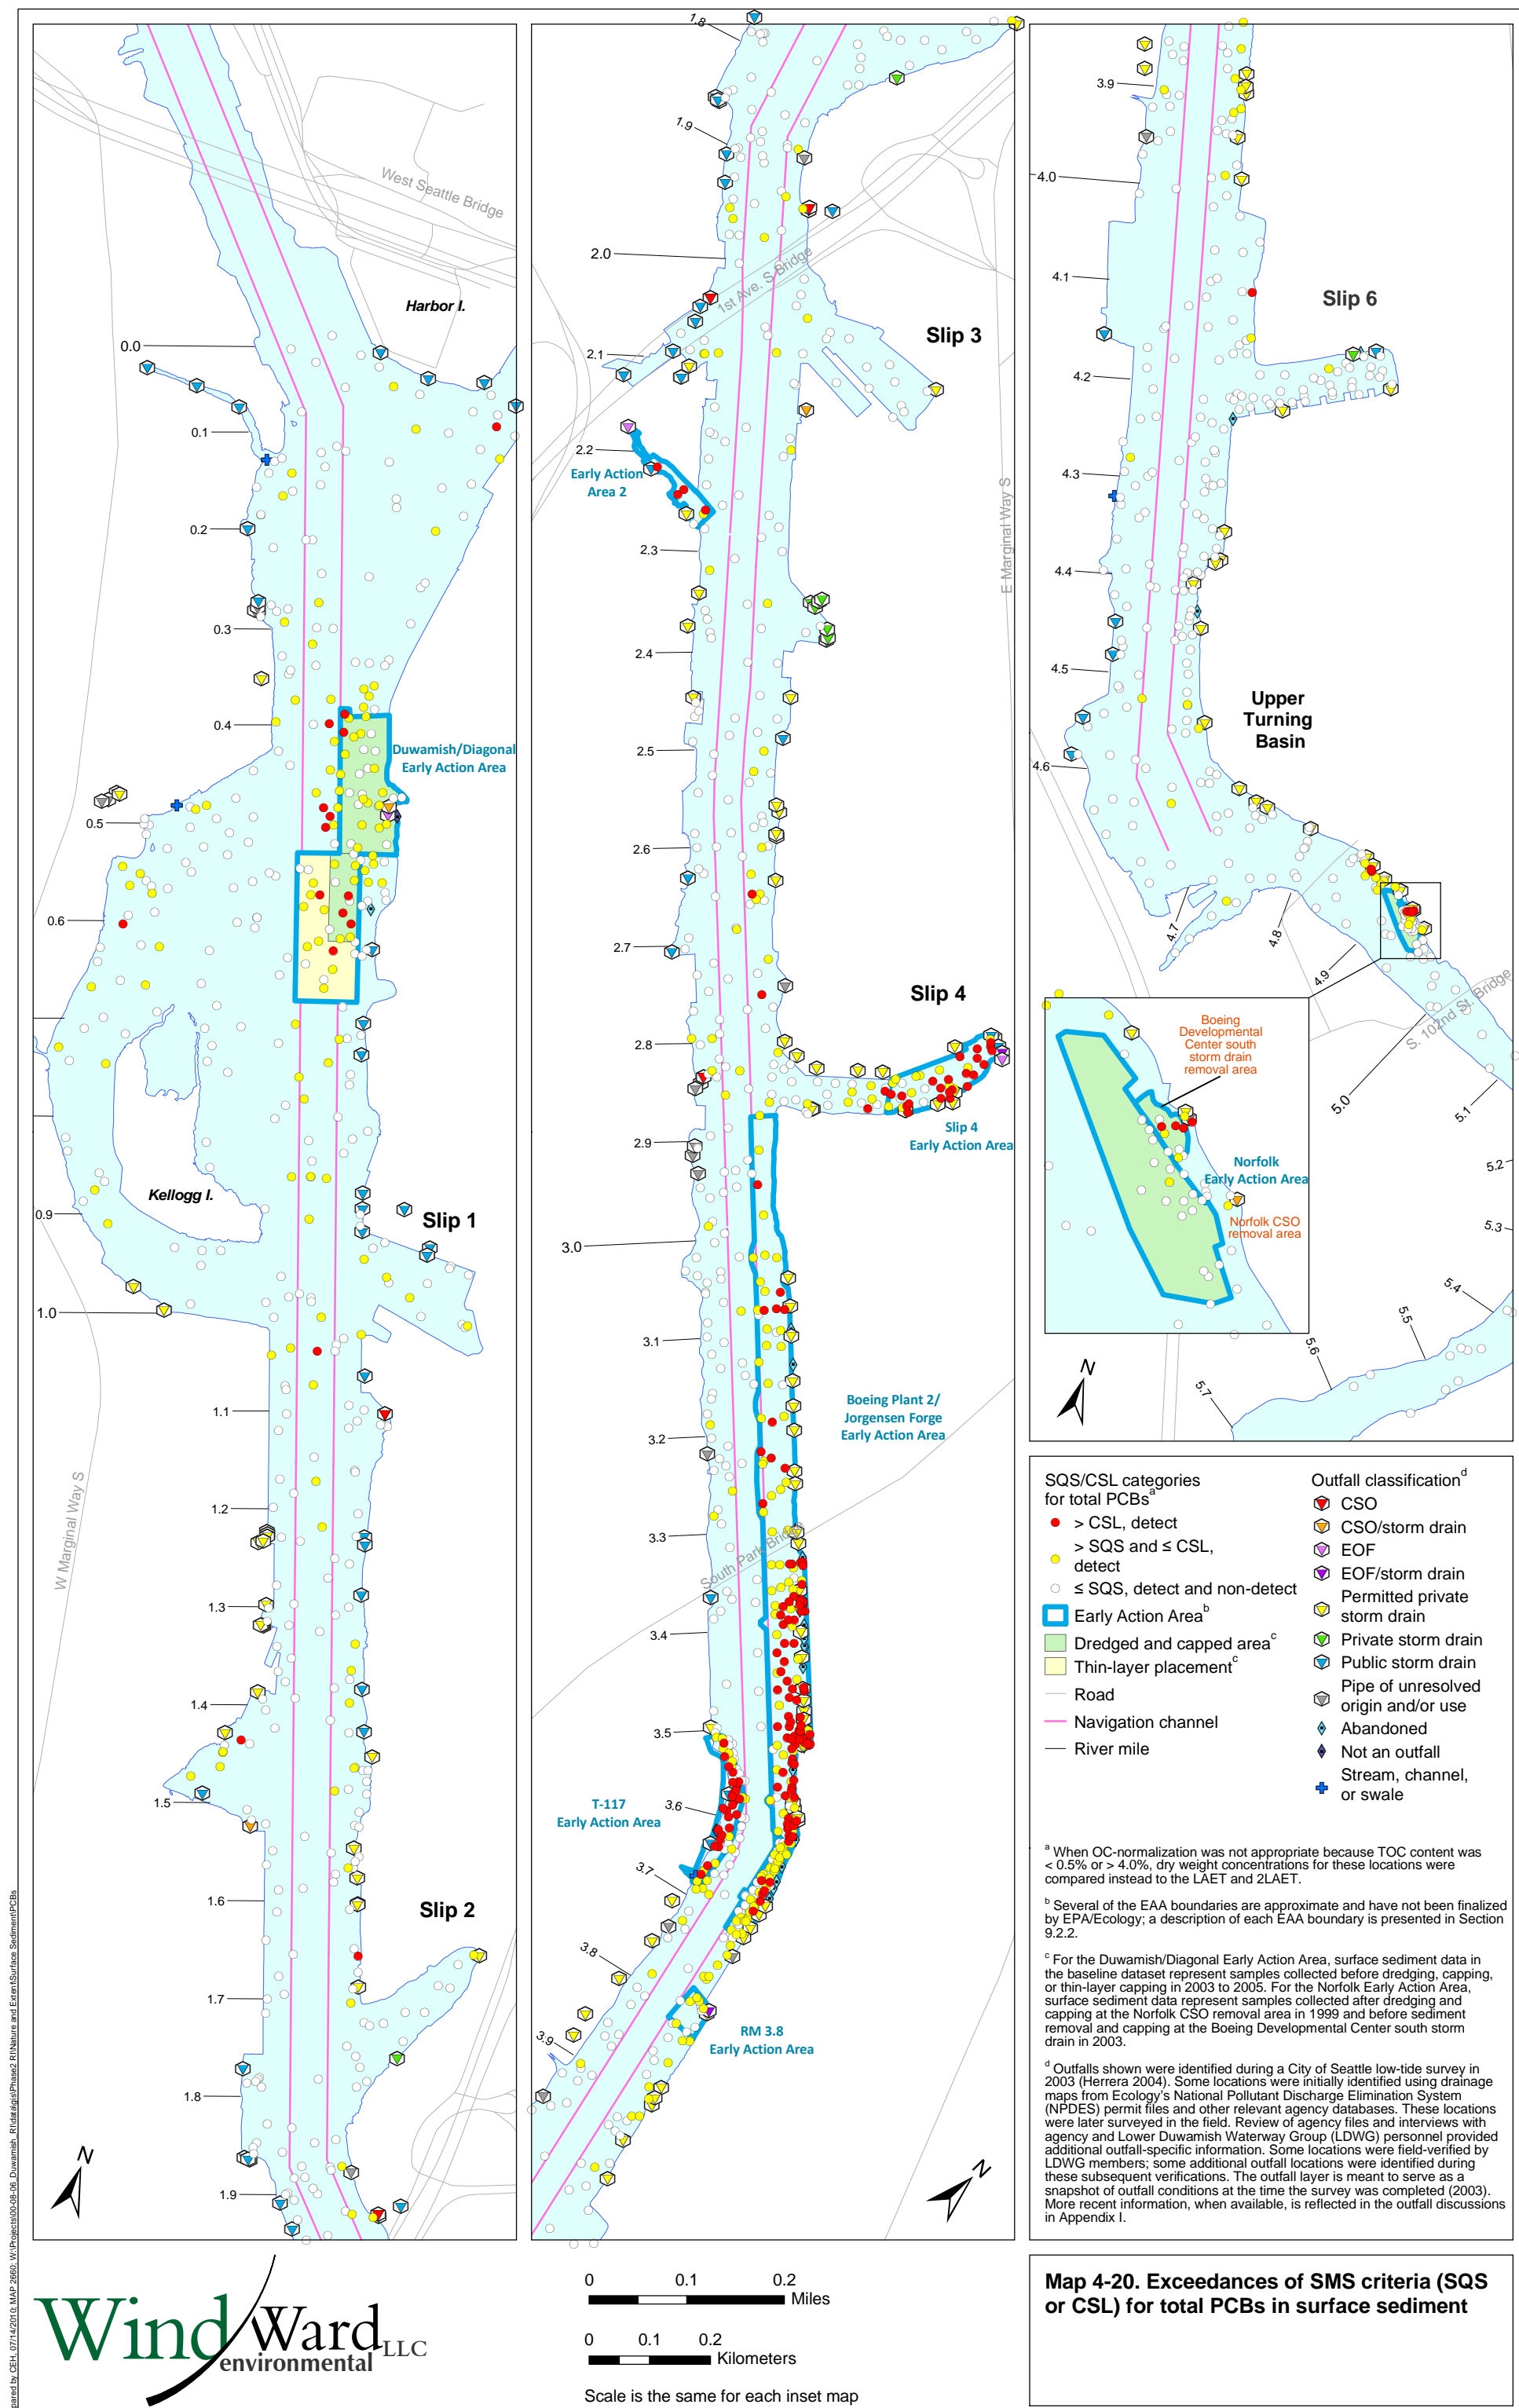 West Seattle Bridge
Harbor I.
0.0
0.1
0.2
0.3
0.4
Duwamish/Diagonal
Early Action Area
0.5
0.6
Kellogg I.
Slip 1
0.9
1.0
1.1
1.2
W Marginal Way S
1.3
1.4
1.5
1.6
Slip 2
1.7
1.8
1.9
N
1.8
1.9
2.0
1st Ave. S Bridge
Slip 3
2.1
2.2
Early Action
Area 2
E Marginal Way S
2.3
2.4
2.5
2.6
2.7
Slip 4
2.8
Slip 4
Early Action Area
2.9
3.0
3.1
Boeing Plant 2/
Jorgensen Forge
Early Action Area
3.2
3.3
South Park Bridge
3.4
3.5
T-117
Early Action Area
3.6
3.7
3.8
RM 3.8
Early Action Area
3.9
N
3.9
4.0
4.1
Slip 6
4.2
4.3
4.4
4.5
Upper
Turning
Basin
4.6
4.7
4.8
4.9
S. 102nd St. Bridge
5.0
5.1
5.2
5.3
5.4
5.5
5.6
5.7
Boeing
Developmental
Center south
storm drain
removal area
Norfolk
Early Action Area
Norfolk CSO
removal area
N
SQS/CSL categories
for total PCBs a
> CSL, detect
> SQS and ≤ CSL,
detect
≤ SQS, detect and non-detect
Early Action Area b
Dredged and capped area c
Thin-layer placement c
Road
Navigation channel
River mile
Outfall classification d
CSO
CSO/storm drain
EOF
EOF/storm drain
Permitted private
storm drain
Private storm drain
Public storm drain
Pipe of unresolved
origin and/or use
Abandoned
Not an outfall
Stream, channel,
or swale
a When OC-normalization was not appropriate because TOC content was
< 0.5% or > 4.0%, dry weight concentrations for these locations were
compared instead to the LAET and 2LAET.
b Several of the EAA boundaries are approximate and have not been finalized
by EPA/Ecology; a description of each EAA boundary is presented in Section
9.2.2.
c For the Duwamish/Diagonal Early Action Area, surface sediment data in
the baseline dataset represent samples collected before dredging, capping,
or thin-layer capping in 2003 to 2005. For the Norfolk Early Action Area,
surface sediment data represent samples collected after dredging and
capping at the Norfolk CSO removal area in 1999 and before sediment
removal and capping at the Boeing Developmental Center south storm
drain in 2003.
d Outfalls shown were identified during a City of Seattle low-tide survey in
2003 (Herrera 2004). Some locations were initially identified using drainage
maps from Ecology's National Pollutant Discharge Elimination System
(NPDES) permit files and other relevant agency databases. These locations
were later surveyed in the field. Review of agency files and interviews with
agency and Lower Duwamish Waterway Group (LDWG) personnel provided
additional outfall-specific information. Some locations were field-verified by
LDWG members; some additional outfall locations were identified during
these subsequent verifications. The outfall layer is meant to serve as a
snapshot of outfall conditions at the time the survey was completed (2003).
More recent information, when available, is reflected in the outfall discussions
in Appendix I.
Wind Ward LLC
environmental
0 0.1 0.2
Miles
0 0.1 0.2
Kilometers
Scale is the same for each inset map
Map 4-20. Exceedances of SMS criteria (SQS
or CSL) for total PCBs in surface sediment